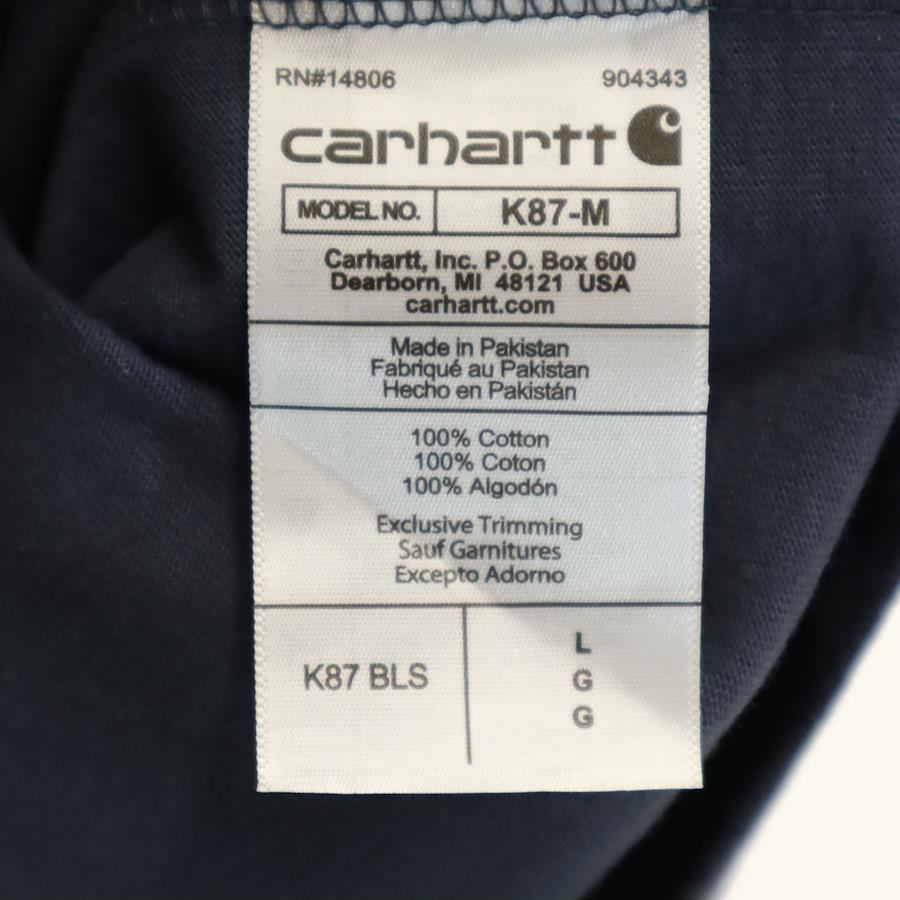 RN#14806 904343
carhartt
MODEL NO. K87-M
Carhartt, Inc. P.O. Box 600
Dearborn, MI 48121 USA
carhartt.com
Made in Pakistan
Fabriqué au Pakistan
Hecho en Pakistán
100% Cotton
100% Coton
100% Algodón
Exclusive Trimming
Sauf Garnitures
Excepto Adorno
K87 BLS
L
G
G